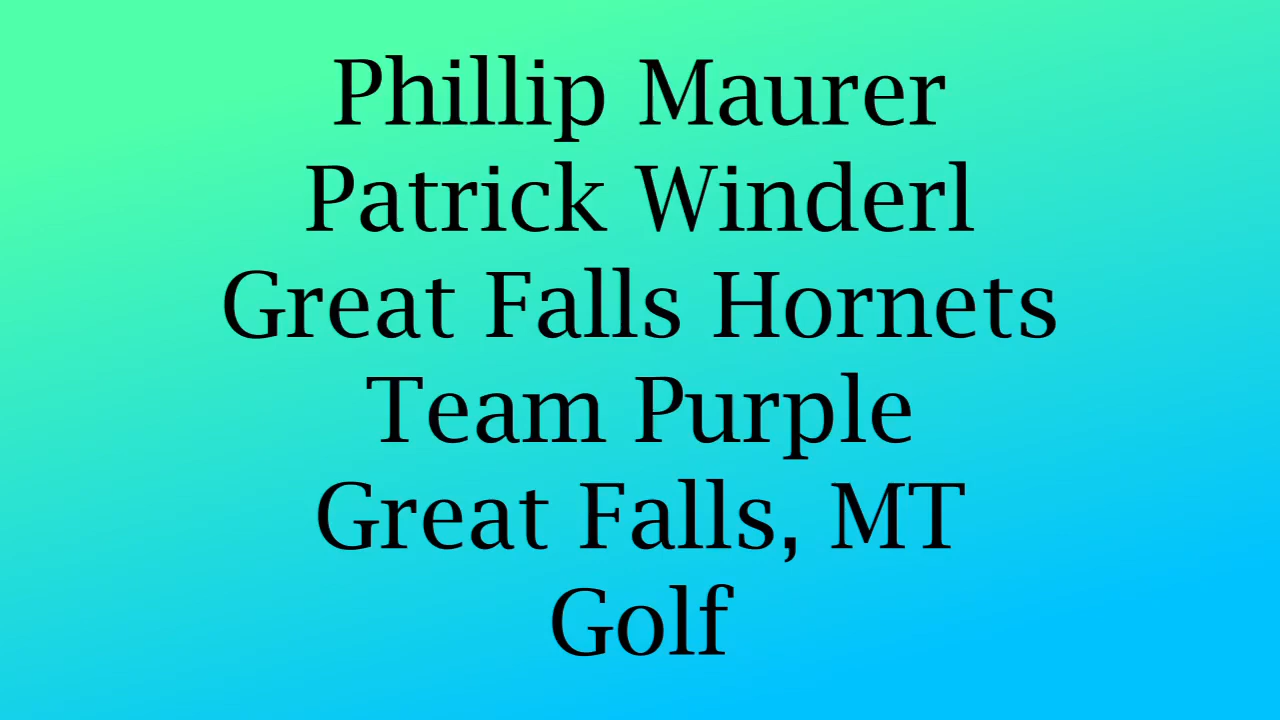 Phillip Maurer
Patrick Winderl
Great Falls Hornets
Team Purple
Great Falls, MT
Golf